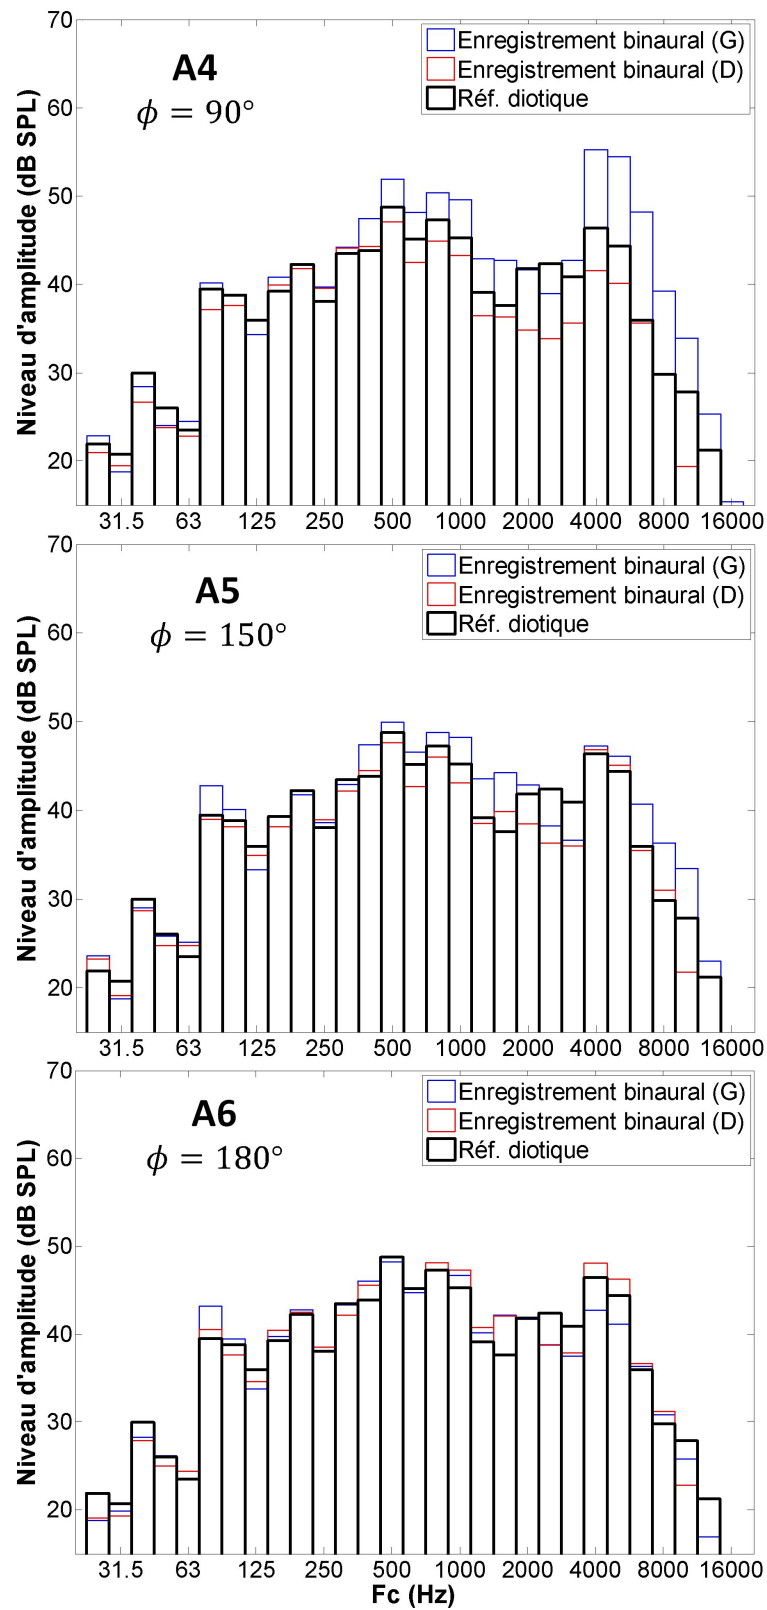 70
60
50
40
30
20
Niveau d'amplitude (dB SPL)
A4
ϕ = 90°
Enregistrement binaural (G)
Enregistrement binaural (D)
Réf. diotique
31.5 63 125 250 500 1000 2000 4000 8000 16000
70
60
50
40
30
20
Niveau d'amplitude (dB SPL)
A5
ϕ = 150°
Enregistrement binaural (G)
Enregistrement binaural (D)
Réf. diotique
31.5 63 125 250 500 1000 2000 4000 8000 16000
70
60
50
40
30
20
Niveau d'amplitude (dB SPL)
A6
ϕ = 180°
Enregistrement binaural (G)
Enregistrement binaural (D)
Réf. diotique
31.5 63 125 250 500 1000 2000 4000 8000 16000
Fc (Hz)